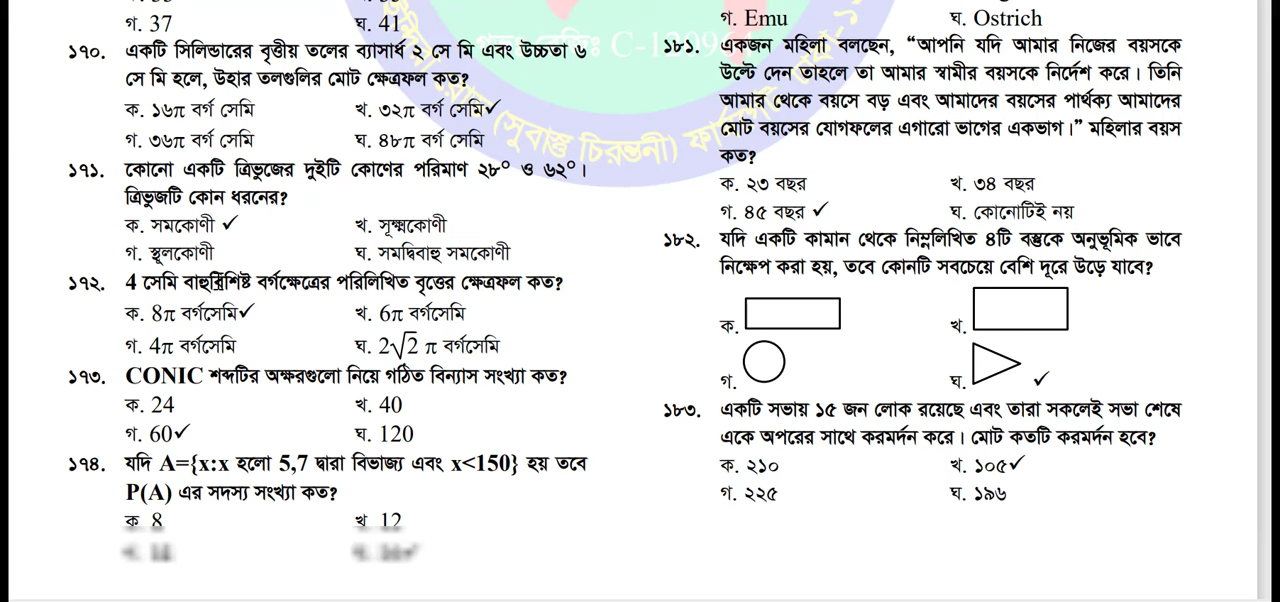 গ. 37 ঘ. 41
১৭০. একটি সিলিন্ডারের বৃত্তীয় তলের ব্যাসার্ধ ২ সে মি এবং উচ্চতা ৬
সে মি হলে, উহার তলগুলির মোট ক্ষেত্রফল কত?
ক. ১৬π বর্গ সেমি খ. ৩২π বর্গ সেমি✓
গ. ৩৬π বর্গ সেমি ঘ. ৪৮π বর্গ সেমি
১৭১. কোনো একটি ত্রিভুজের দুইটি কোণের পরিমাণ ২৮° ও ৬২°।
ত্রিভুজটি কোন ধরনের?
ক. সমকোণী ✓ খ. সূক্ষ্মকোণী
গ. স্থূলকোণী ঘ. সমদ্বিবাহু সমকোণী
১৭২. 4 সেমি বাহুবিশিষ্ট বর্গক্ষেত্রের পরিলিখিত বৃত্তের ক্ষেত্রফল কত?
ক. 8π বর্গসেমি✓ খ. 6π বর্গসেমি
গ. 4π বর্গসেমি ঘ. 2√2 π বর্গসেমি
১৭৩. CONIC শব্দটির অক্ষরগুলো নিয়ে গঠিত বিন্যাস সংখ্যা কত?
ক. 24 খ. 40
গ. 60✓ ঘ. 120
১৭৪. যদি A={x:x হলো 5,7 দ্বারা বিভাজ্য এবং x<150} হয় তবে
P(A) এর সদস্য সংখ্যা কত?
ক 8 খ 12
গ. Emu ঘ. Ostrich
১৮১. একজন মহিলা বলছেন, “আপনি যদি আমার নিজের বয়সকে
উল্টে দেন তাহলে তা আমার স্বামীর বয়সকে নির্দেশ করে। তিনি
আমার থেকে বয়সে বড় এবং আমাদের বয়সের পার্থক্য আমাদের
মোট বয়সের যোগফলের এগারো ভাগের একভাগ।” মহিলার বয়স
কত?
ক. ২৩ বছর খ. ৩৪ বছর
গ. ৪৫ বছর ✓ ঘ. কোনোটিই নয়
১৮২. যদি একটি কামান থেকে নিম্নলিখিত ৪টি বস্তুকে অনুভূমিক ভাবে
নিক্ষেপ করা হয়, তবে কোনটি সবচেয়ে বেশি দূরে উড়ে যাবে?
ক. খ.
গ. ঘ. ✓
১৮৩. একটি সভায় ১৫ জন লোক রয়েছে এবং তারা সকলেই সভা শেষে
একে অপরের সাথে করমর্দন করে। মোট কতটি করমর্দন হবে?
ক. ২১০ খ. ১০৫✓
গ. ২২৫ ঘ. ১৯৬
(সুবাস্তু চিরন্তনী)